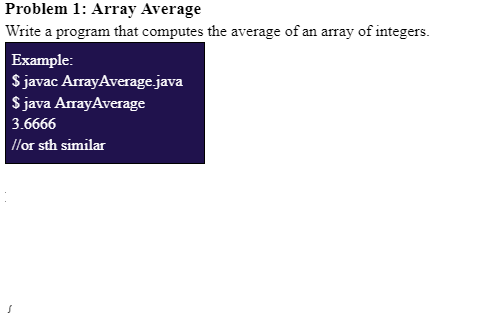 Problem 1: Array Average
Write a program that computes the average of an array of integers.
Example:
$ javac ArrayAverage.java
$ java ArrayAverage
3.6666
//or sth similar